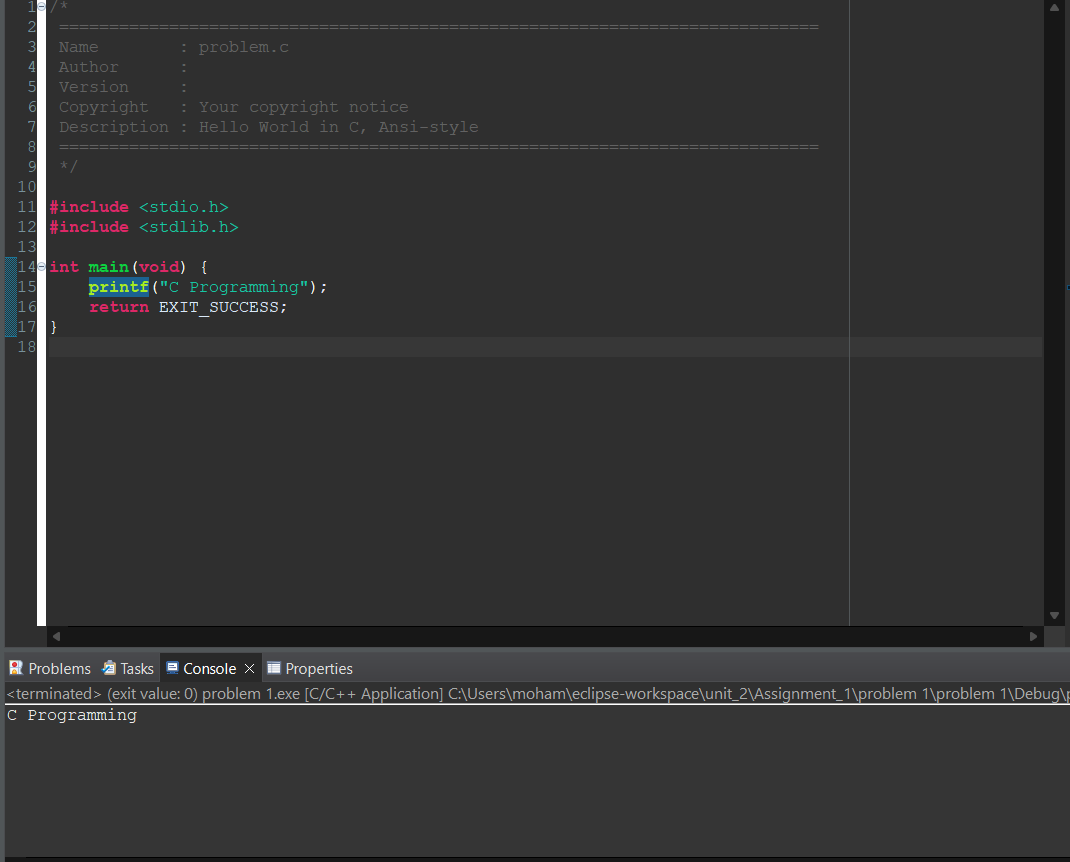 1 /*
2 ============================================================================
3 Name        : problem.c
4 Author      :
5 Version     :
6 Copyright   : Your copyright notice
7 Description : Hello World in C, Ansi-style
8 ============================================================================
9 */
10
11 #include <stdio.h>
12 #include <stdlib.h>
13
14 int main(void) {
15     printf("C Programming");
16     return EXIT_SUCCESS;
17 }
18
Problems Tasks Console Properties
<terminated> (exit value: 0) problem 1.exe [C/C++ Application] C:\Users\moham\eclipse-workspace\unit_2\Assignment_1\problem 1\problem 1\Debug\
C Programming